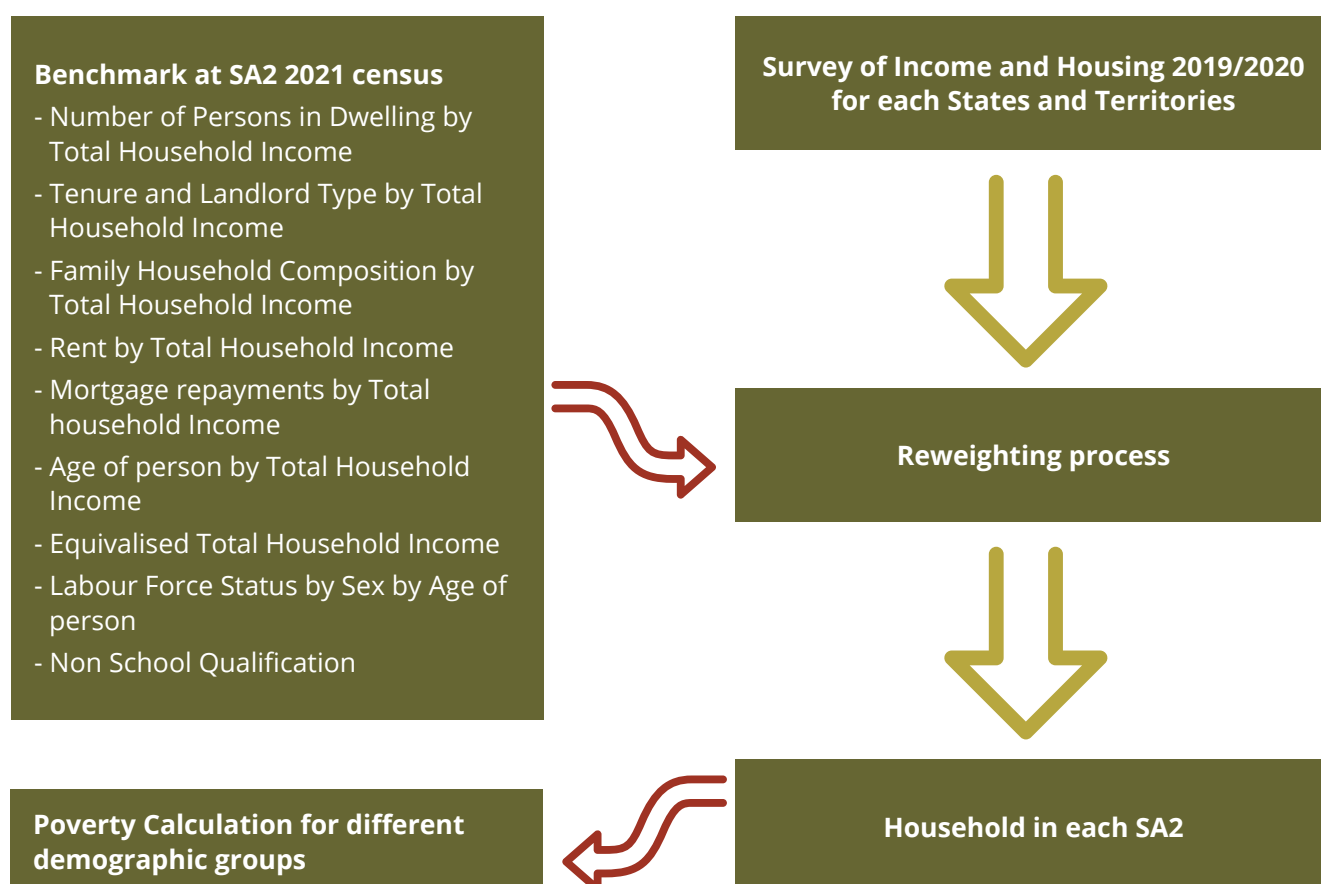 Benchmark at SA2 2021 census
- Number of Persons in Dwelling by
Total Household Income
- Tenure and Landlord Type by Total
Household Income
- Family Household Composition by
Total Household Income
- Rent by Total Household Income
- Mortgage repayments by Total
household Income
- Age of person by Total Household
Income
- Equivalised Total Household Income
- Labour Force Status by Sex by Age of
person
- Non School Qualification
Survey of Income and Housing 2019/2020
for each States and Territories
Reweighting process
Household in each SA2
Poverty Calculation for different
demographic groups